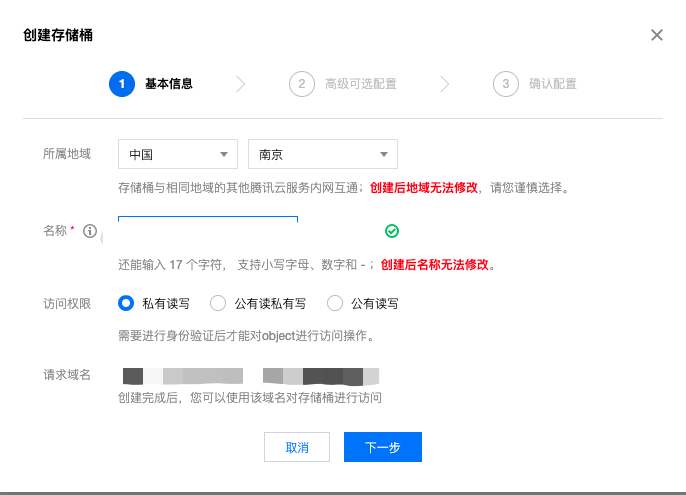 创建存储桶
1 基本信息 2 高级可选配置 3 确认配置
所属地域 中国 南京
存储桶与相同地域的其他腾讯云服务内网互通；创建后地域无法修改，请您谨慎选择。
名称 *
还能输入 17 个字符， 支持小写字母、数字和 -；创建后名称无法修改。
访问权限 私有读写 公有读私有写 公有读写
需要进行身份验证后才能对object进行访问操作。
请求域名
创建完成后，您可以使用该域名对存储桶进行访问
取消 下一步